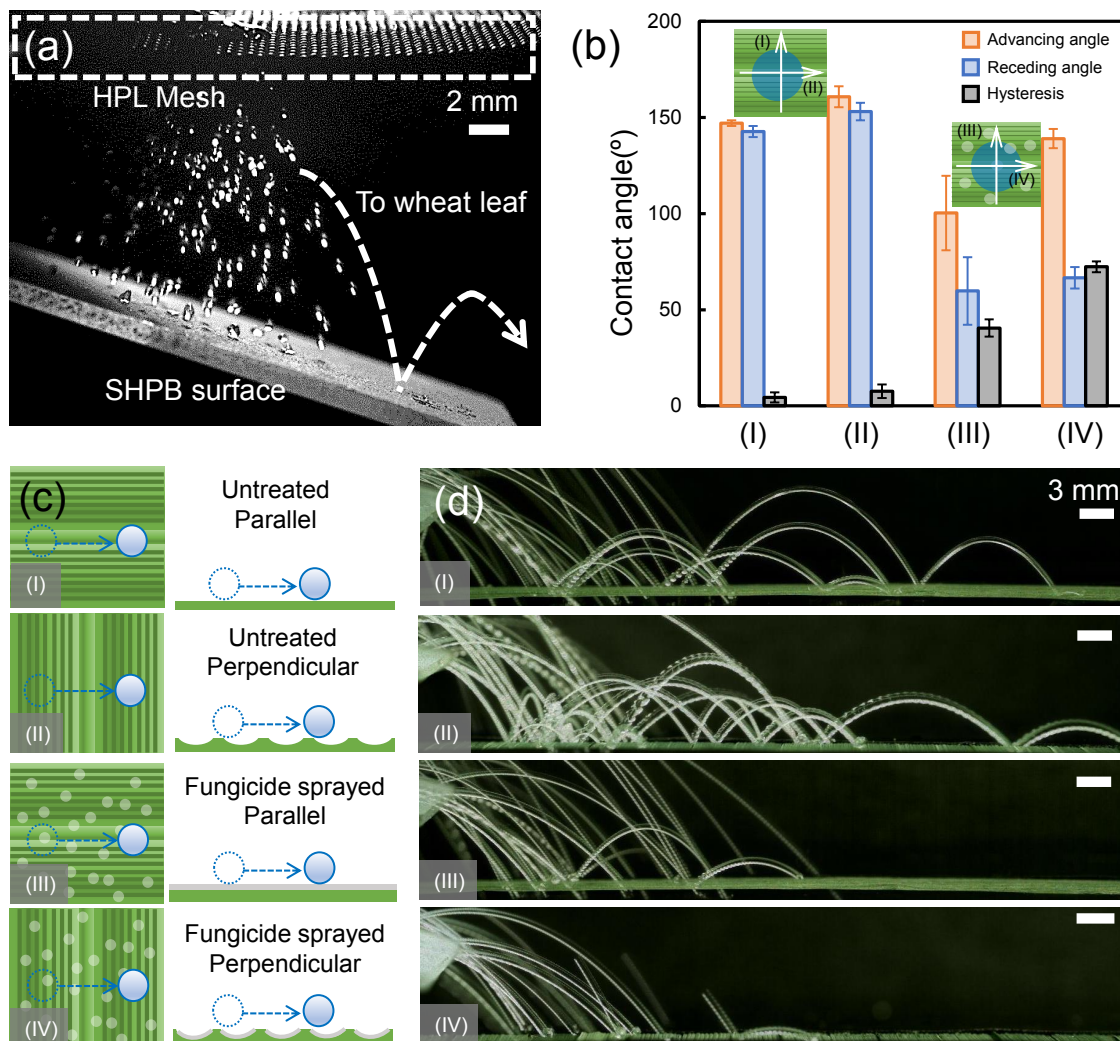 (a)
HPL Mesh
2 mm
To wheat leaf
SHPB surface
(b)
Contact angle(º)
200
150
100
50
0
(I)
(II)
Advancing angle
Receding angle
Hysteresis
(III)
(IV)
(I)
(II)
(III)
(IV)
(c)
(I)
Untreated
Parallel
(II)
Untreated
Perpendicular
(III)
Fungicide sprayed
Parallel
(IV)
Fungicide sprayed
Perpendicular
(d)
3 mm
(I)
(II)
(III)
(IV)